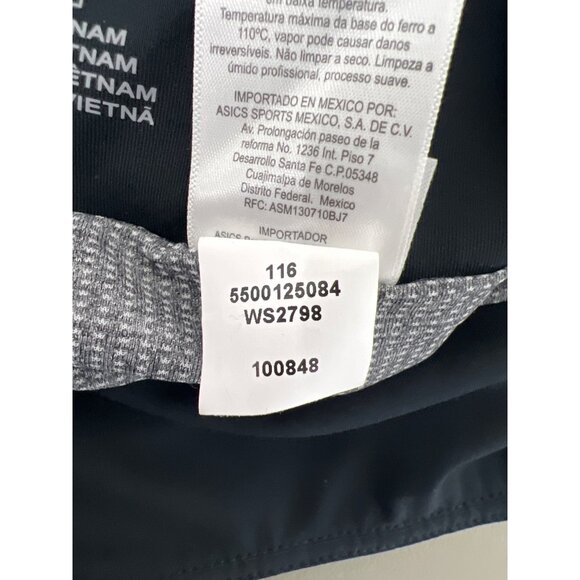 TNAM
TNAM
ÊTNAM
VIETNÃ
em baixa temperatura.
Temperatura máxima da base do ferro a
110°C, vapor pode causar danos
irreversíveis. Não limpar a seco. Limpeza a
úmido profissional, processo suave.
IMPORTADO EN MEXICO POR:
ASICS SPORTS MEXICO, S.A. DE C.V.
Av. Prolongación paseo de la
reforma No. 1236 Int. Piso 7
Desarrollo Santa Fe C.P.05348
Cuajimalpa de Morelos
Distrito Federal. Mexico
RFC: ASM130710BJ7
IMPORTADOR
ASICS
116
5500125084
WS2798
100848